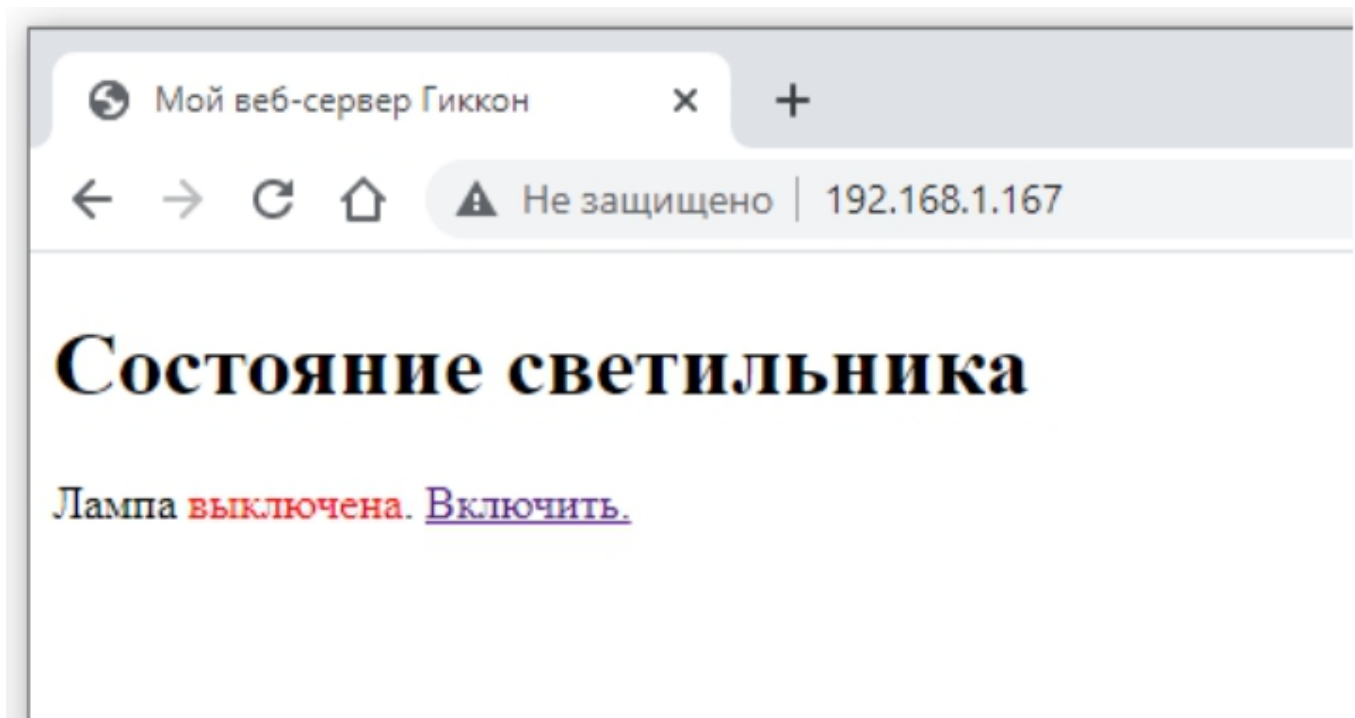 Мой веб-сервер Гиккон
Не защищено | 192.168.1.167
Состояние светильника
Лампа выключена. Включить.